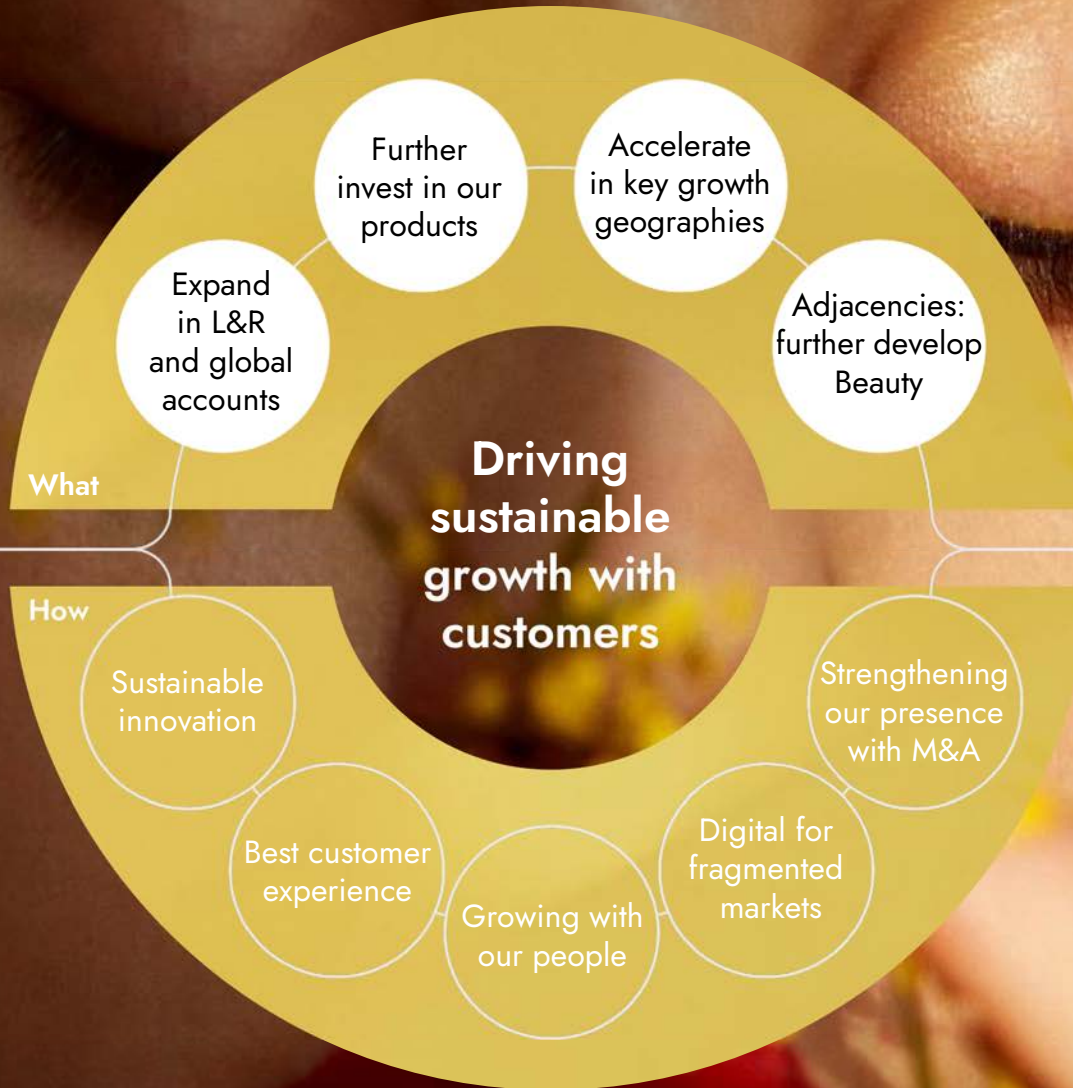 Further
invest in our
products
Accelerate
in key growth
geographies
Expand
in L&R
and global
accounts
Adjacencies:
further develop
Beauty
What
Driving
sustainable
growth with
customers
How
Sustainable
innovation
Best customer
experience
Growing with
our people
Digital for
fragmented
markets
Strengthening
our presence
with M&A